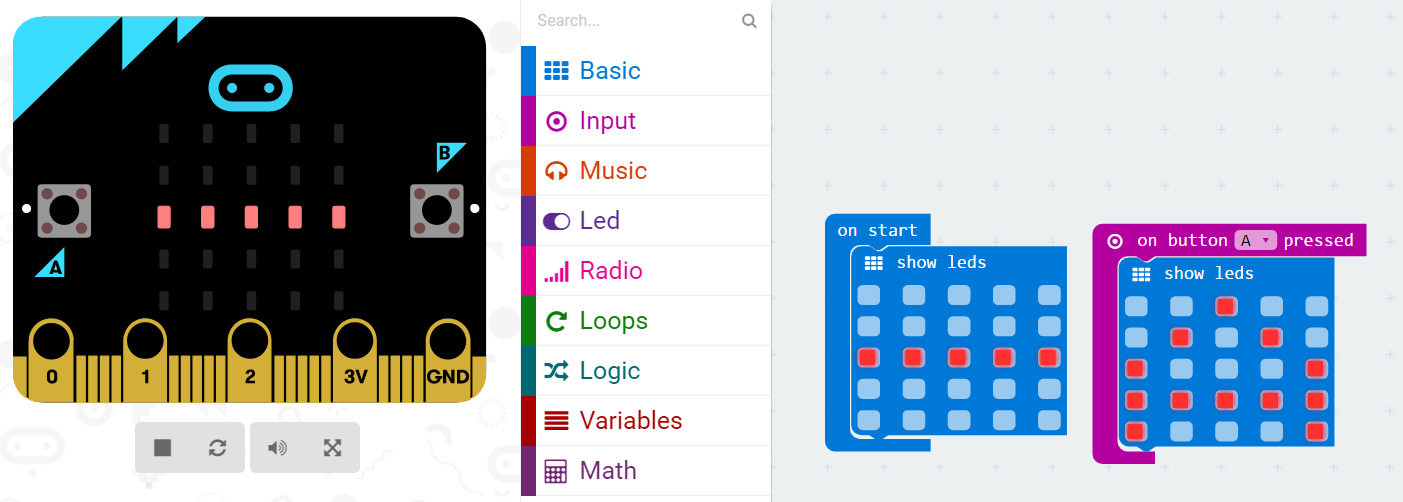 B
A
0 1 2 3V GND
Search...
Basic
Input
Music
Led
Radio
Loops
Logic
Variables
Math
on start
show leds
on button A pressed
show leds